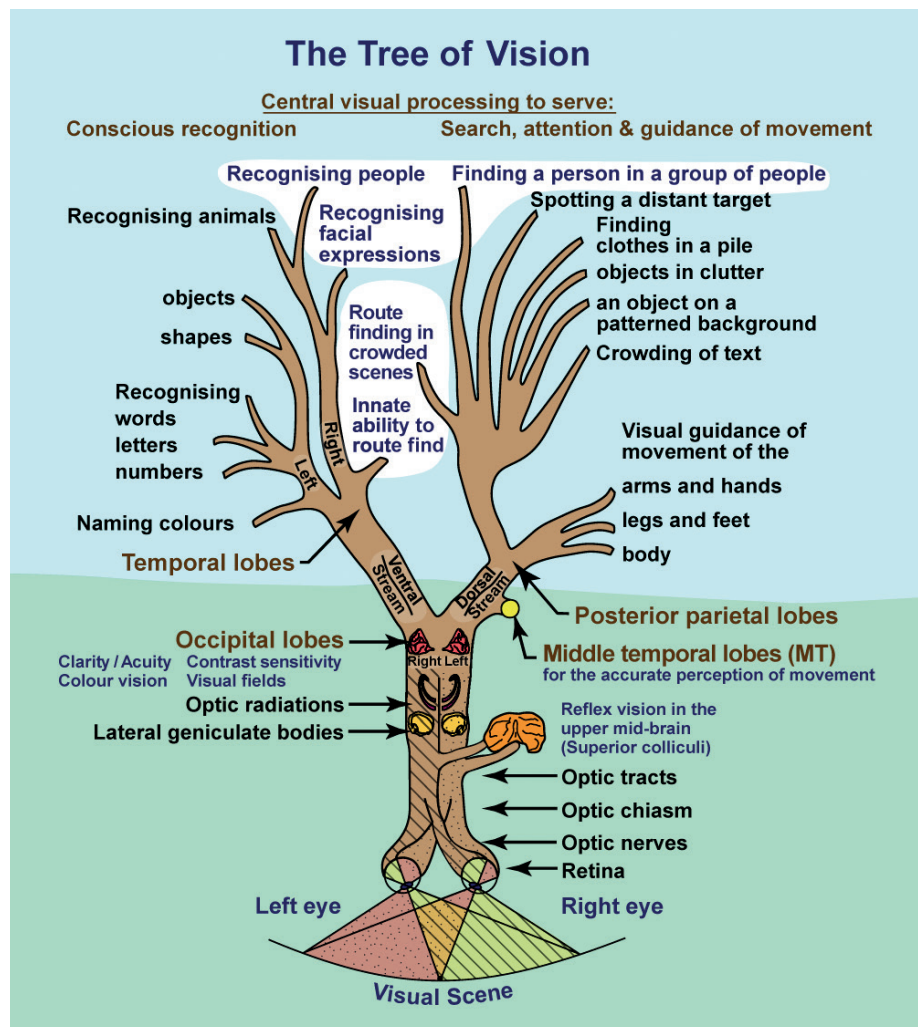 The Tree of Vision
Central visual processing to serve:
Conscious recognition
Search, attention & guidance of movement
Recognising people
Finding a person in a group of people
Recognising animals
Recognising
facial
expressions
Spotting a distant target
Finding
clothes in a pile
objects in clutter
an object on a
patterned background
Crowding of text
objects
shapes
Route
finding in
crowded
scenes
Innate
ability to
route find
Recognising
words
letters
numbers
Naming colours
Left
Right
Visual guidance of
movement of the
arms and hands
legs and feet
body
Temporal lobes
Ventral
Stream
Dorsal
Stream
Posterior parietal lobes
Occipital lobes
Right Left
Middle temporal lobes (MT)
for the accurate perception of movement
Clarity / Acuity
Contrast sensitivity
Colour vision
Visual fields
Optic radiations
Lateral geniculate bodies
Reflex vision in the
upper mid-brain
(Superior colliculi)
Optic tracts
Optic chiasm
Optic nerves
Retina
Left eye
Right eye
Visual Scene